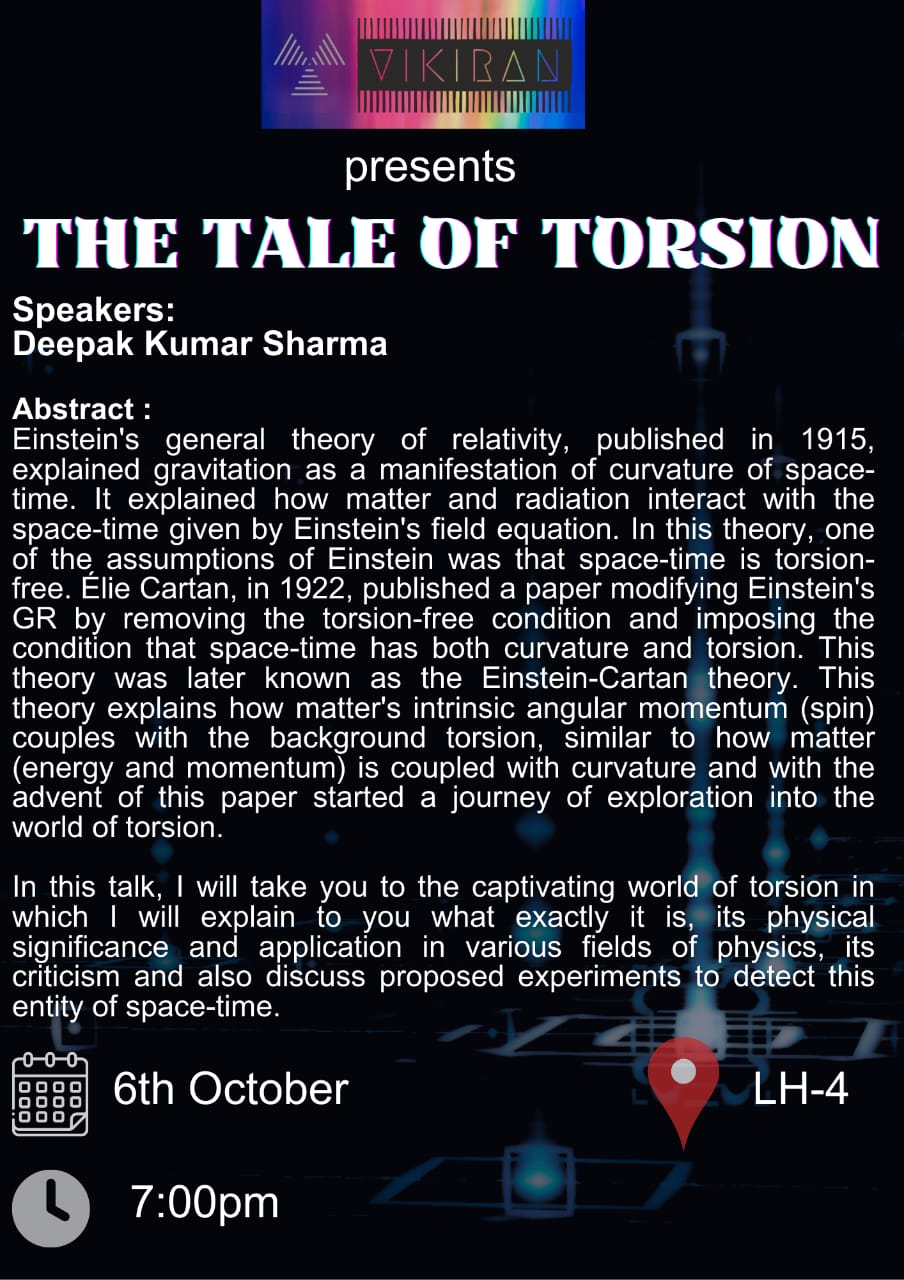 VIKIRAN
presents
THE TALE OF TORSION
Speakers:
Deepak Kumar Sharma
Abstract :
Einstein's general theory of relativity, published in 1915,
explained gravitation as a manifestation of curvature of space-
time. It explained how matter and radiation interact with the
space-time given by Einstein's field equation. In this theory, one
of the assumptions of Einstein was that space-time is torsion-
free. Élie Cartan, in 1922, published a paper modifying Einstein's
GR by removing the torsion-free condition and imposing the
condition that space-time has both curvature and torsion. This
theory was later known as the Einstein-Cartan theory. This
theory explains how matter's intrinsic angular momentum (spin)
couples with the background torsion, similar to how matter
(energy and momentum) is coupled with curvature and with the
advent of this paper started a journey of exploration into the
world of torsion.
In this talk, I will take you to the captivating world of torsion in
which I will explain to you what exactly it is, its physical
significance and application in various fields of physics, its
criticism and also discuss proposed experiments to detect this
entity of space-time.
6th October
LH-4
7:00pm